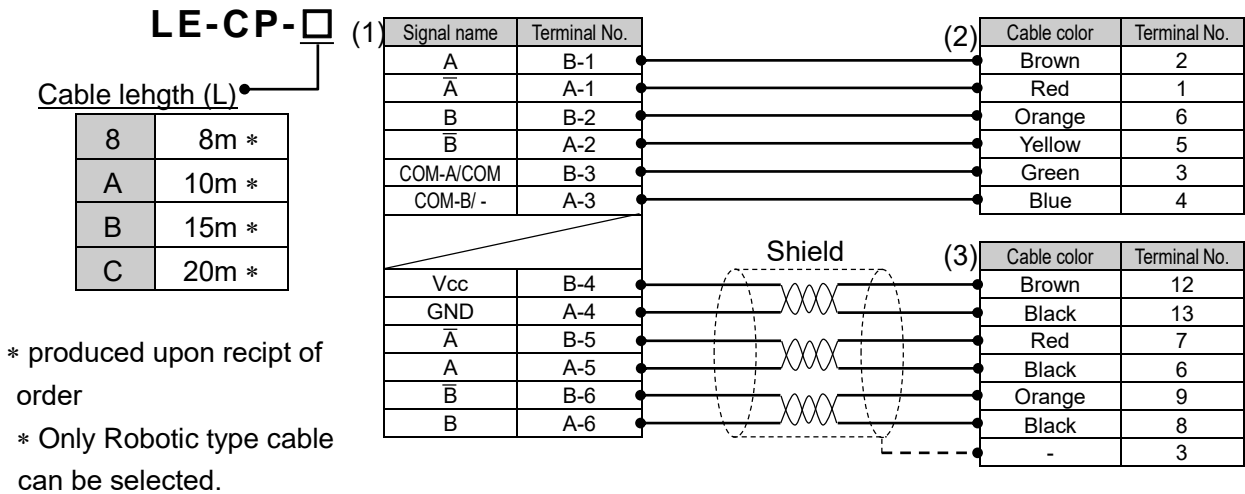 LE-CP-□
Cable lehgth (L)
8 8m *
A 10m *
B 15m *
C 20m *
* produced upon recipt of
order
* Only Robotic type cable
can be selected.
(1)
Signal name Terminal No.
A B-1
A̅ A-1
B B-2
B̅ A-2
COM-A/COM B-3
COM-B/ - A-3
Vcc B-4
GND A-4
A̅ B-5
A A-5
B̅ B-6
B A-6
Shield
(2)
Cable color Terminal No.
Brown 2
Red 1
Orange 6
Yellow 5
Green 3
Blue 4
(3)
Cable color Terminal No.
Brown 12
Black 13
Red 7
Black 6
Orange 9
Black 8
- 3